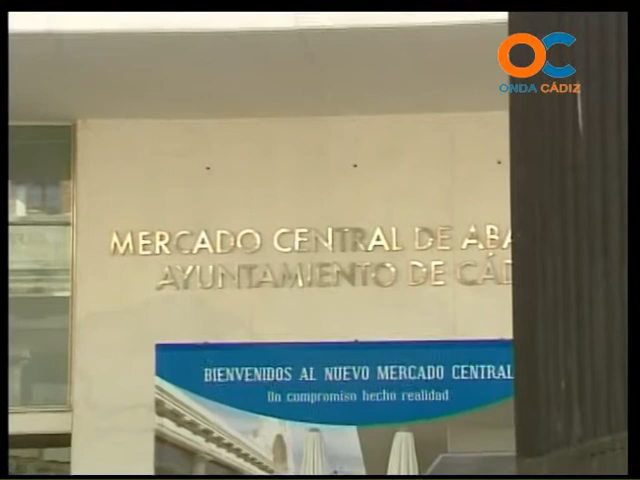 OC
ONDA CÁDIZ
MERCADO CENTRAL DE ABA
AYUNTAMIENTO DE CÁD
BIENVENIDOS AL NUEVO MERCADO CENTRAL
Un compromiso hecho realidad